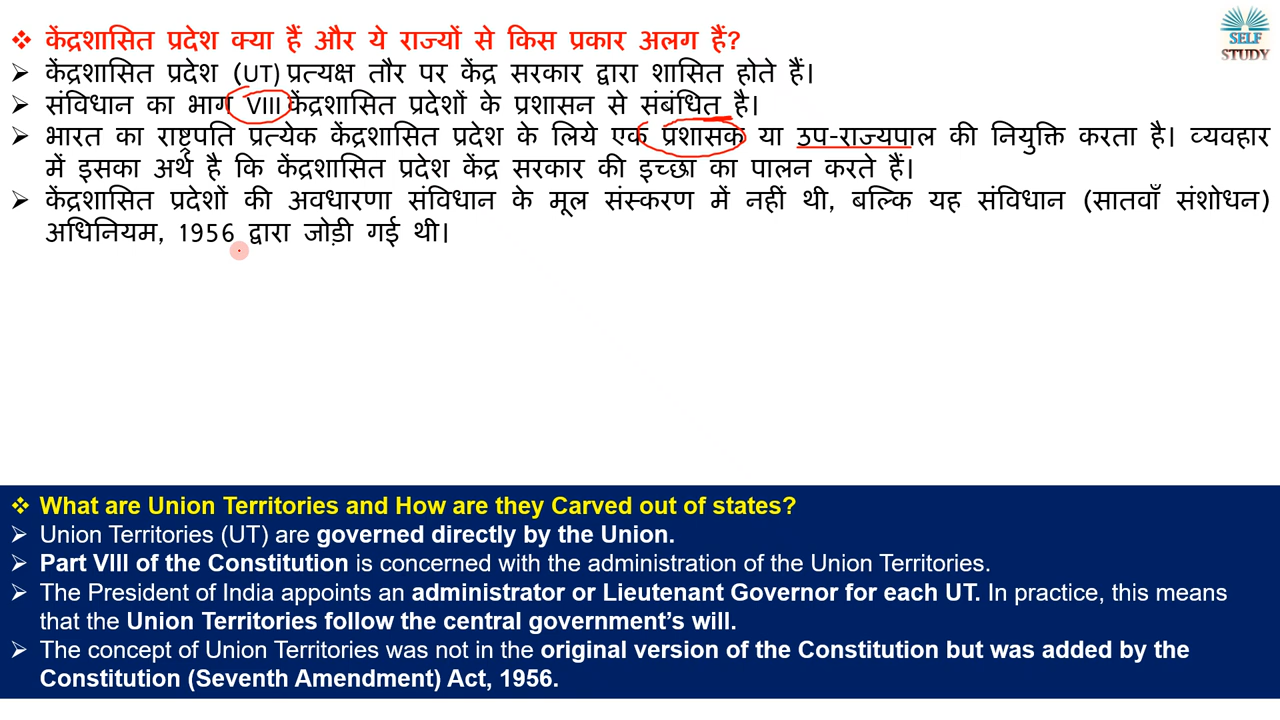 ❖ केंद्रशासित प्रदेश क्या हैं और ये राज्यों से किस प्रकार अलग हैं?
➢ केंद्रशासित प्रदेश (UT) प्रत्यक्ष तौर पर केंद्र सरकार द्वारा शासित होते हैं।
➢ संविधान का भाग VIII केंद्रशासित प्रदेशों के प्रशासन से संबंधित है।
➢ भारत का राष्ट्रपति प्रत्येक केंद्रशासित प्रदेश के लिये एक प्रशासक या उप-राज्यपाल की नियुक्ति करता है। व्यवहार
में इसका अर्थ है कि केंद्रशासित प्रदेश केंद्र सरकार की इच्छा का पालन करते हैं।
➢ केंद्रशासित प्रदेशों की अवधारणा संविधान के मूल संस्करण में नहीं थी, बल्कि यह संविधान (सातवाँ संशोधन)
अधिनियम, 1956 द्वारा जोड़ी गई थी।
SELF
STUDY
❖ What are Union Territories and How are they Carved out of states?
➢ Union Territories (UT) are governed directly by the Union.
➢ Part VIII of the Constitution is concerned with the administration of the Union Territories.
➢ The President of India appoints an administrator or Lieutenant Governor for each UT. In practice, this means
that the Union Territories follow the central government's will.
➢ The concept of Union Territories was not in the original version of the Constitution but was added by the
Constitution (Seventh Amendment) Act, 1956.